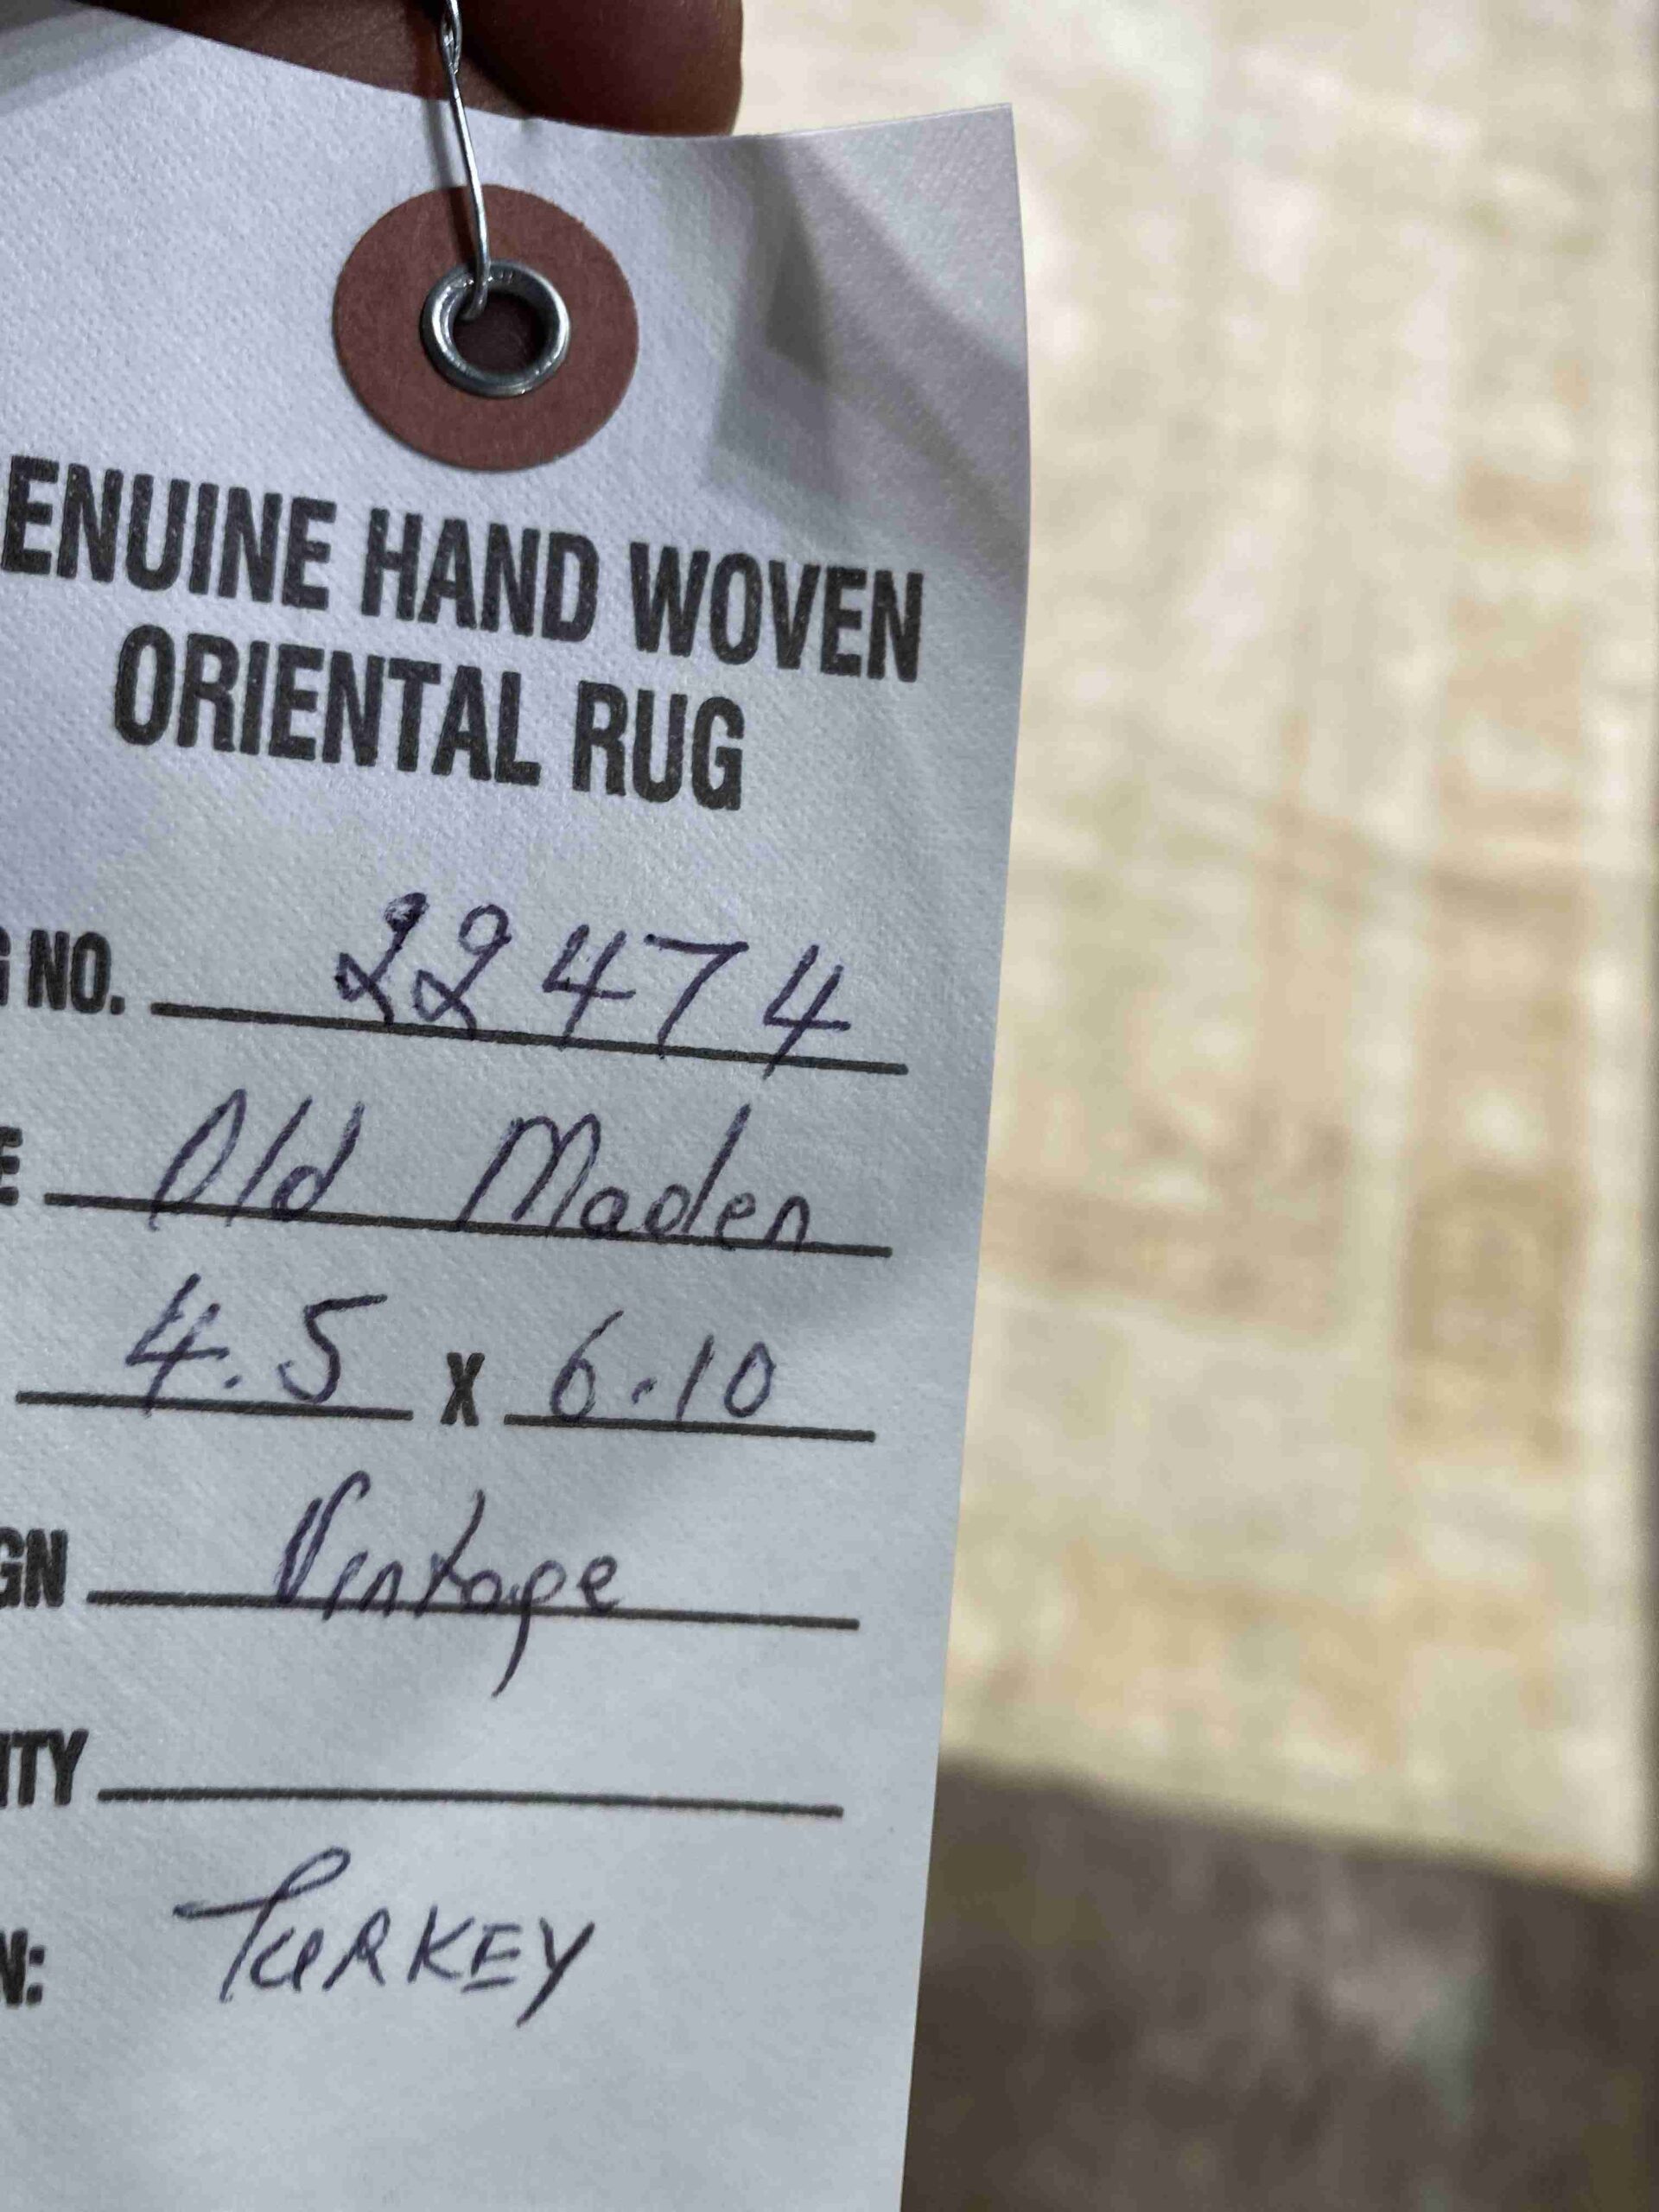 ENUINE HAND WOVEN
ORIENTAL RUG
G NO. 22474
E Old Maden
4.5 X 6.10
GN Vintage
ITY
N: TURKEY